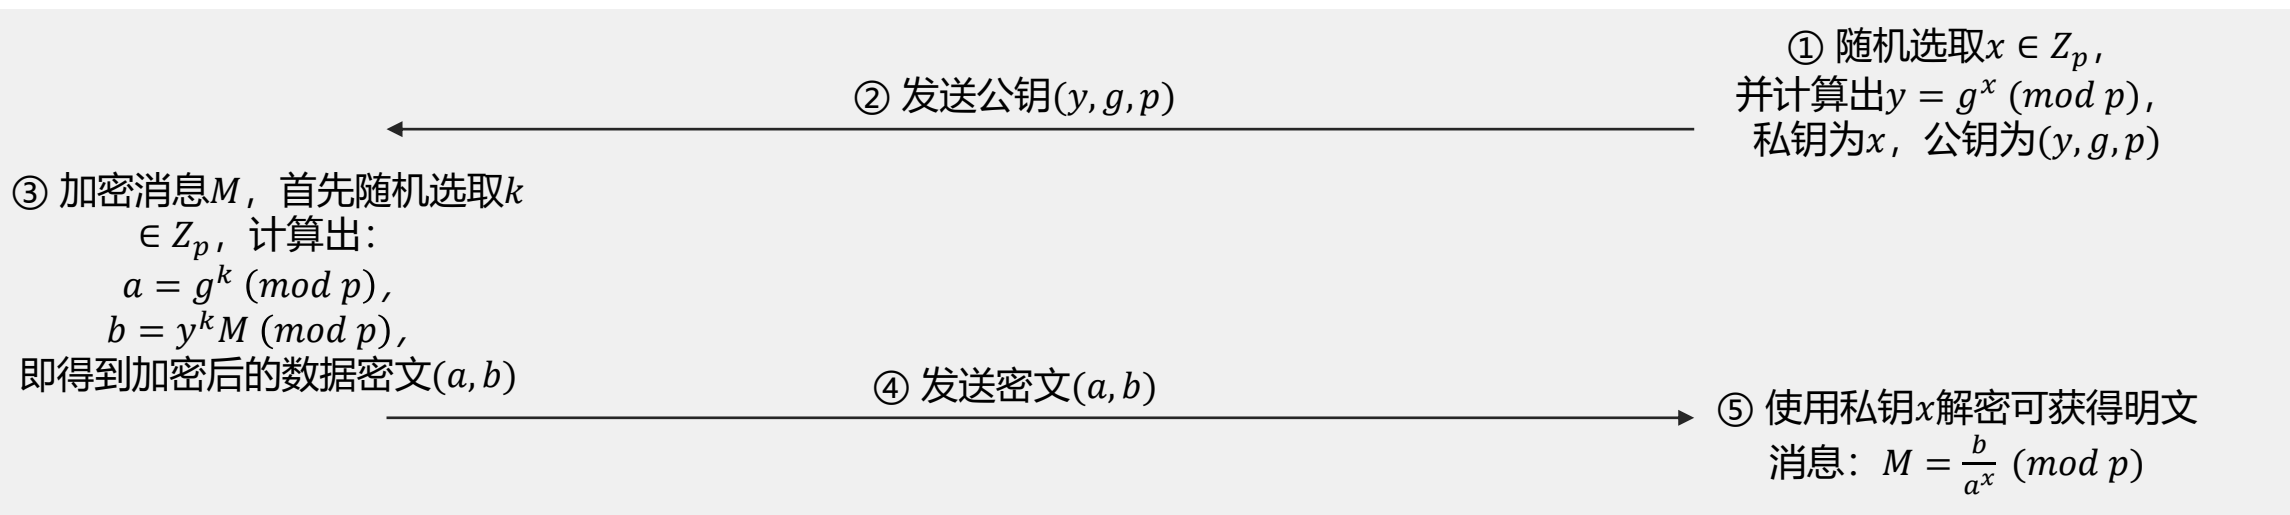 ① 随机选取x ∈ Z_p，
并计算出y = g^x (mod p)，
私钥为x，公钥为(y, g, p)
② 发送公钥(y, g, p)
③ 加密消息M，首先随机选取k
∈ Z_p，计算出：
a = g^k (mod p)，
b = y^k M (mod p)，
即得到加密后的数据密文(a, b)
④ 发送密文(a, b)
⑤ 使用私钥x解密可获得明文
消息：M = \frac{b}{a^x} (mod p)